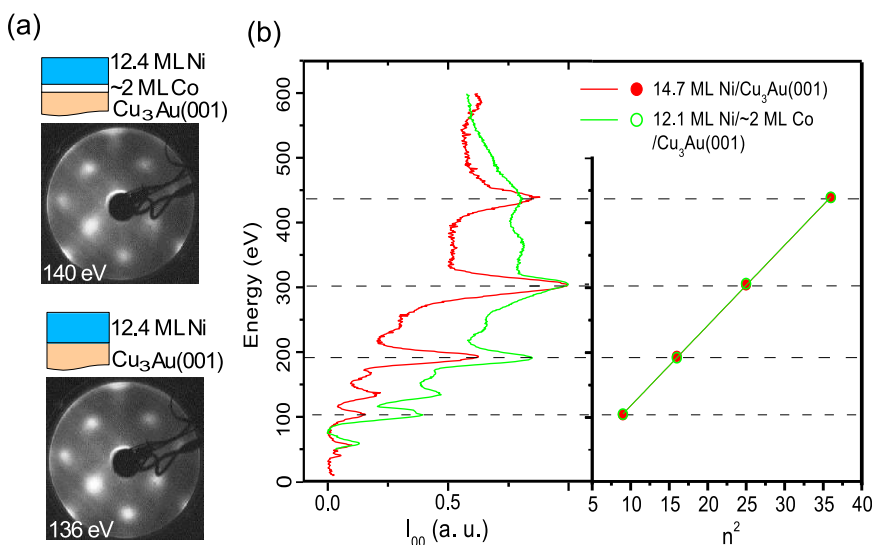 (a)
12.4 ML Ni
~2 ML Co
Cu3Au(001)
140 eV
12.4 ML Ni
Cu3Au(001)
136 eV
(b)
14.7 ML Ni/Cu3Au(001)
12.1 ML Ni/~2 ML Co
/Cu3Au(001)
Energy (eV)
600
500
400
300
200
100
0
0.0 0.5
I00 (a. u.)
5 10 15 20 25 30 35 40
n²